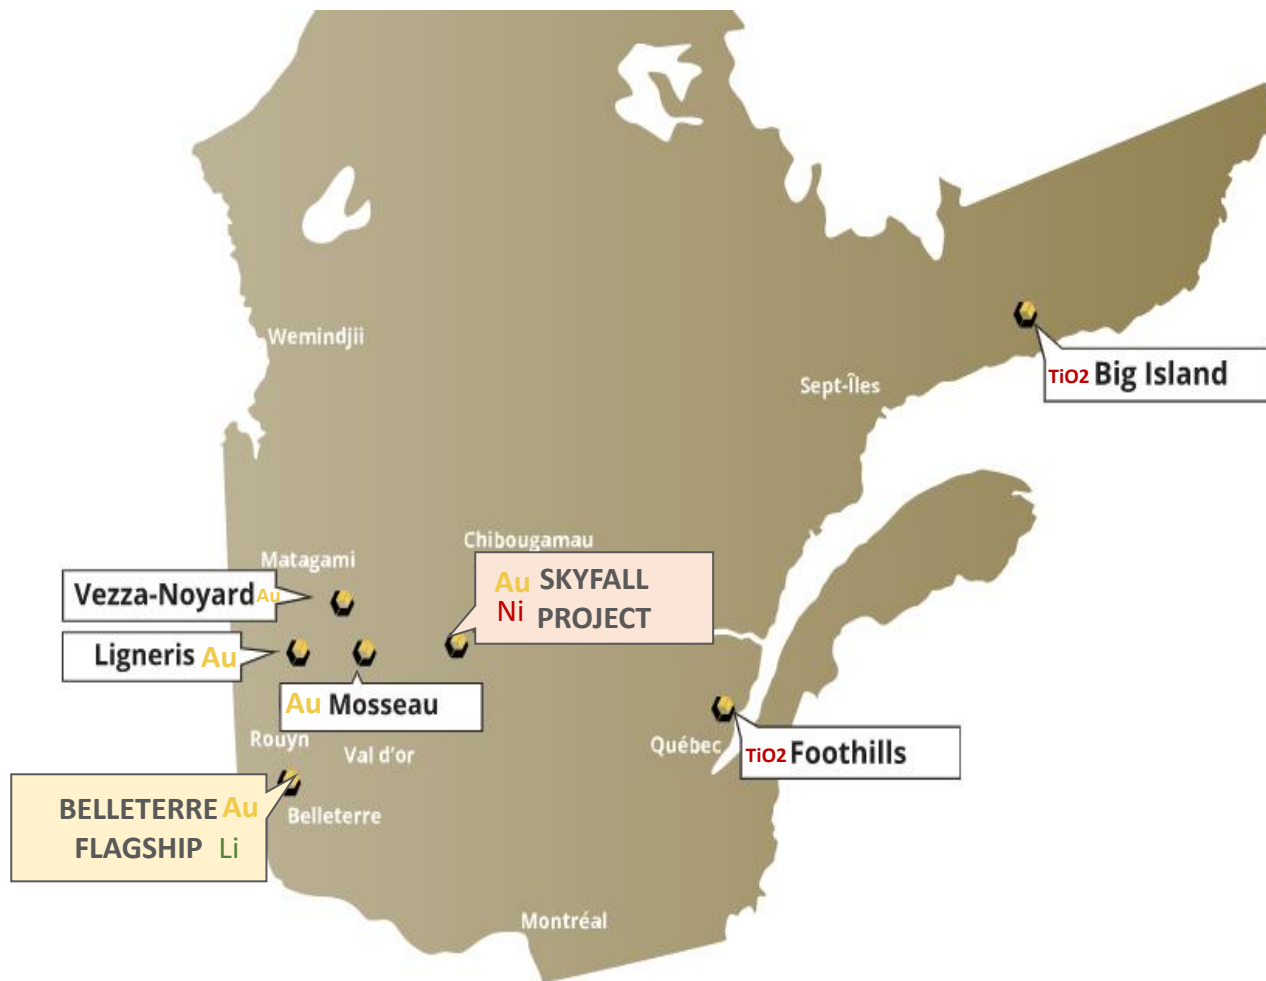 Wemindjii
Sept-Îles
TiO2 Big Island
Chibougamau
Matagami
Vezza-Noyard Au
Au SKYFALL
Ni PROJECT
Ligneris Au
Au Mosseau
Rouyn
Val d'or
Québec
TiO2 Foothills
BELLETERRE Au
FLAGSHIP Li
Belleterre
Montréal